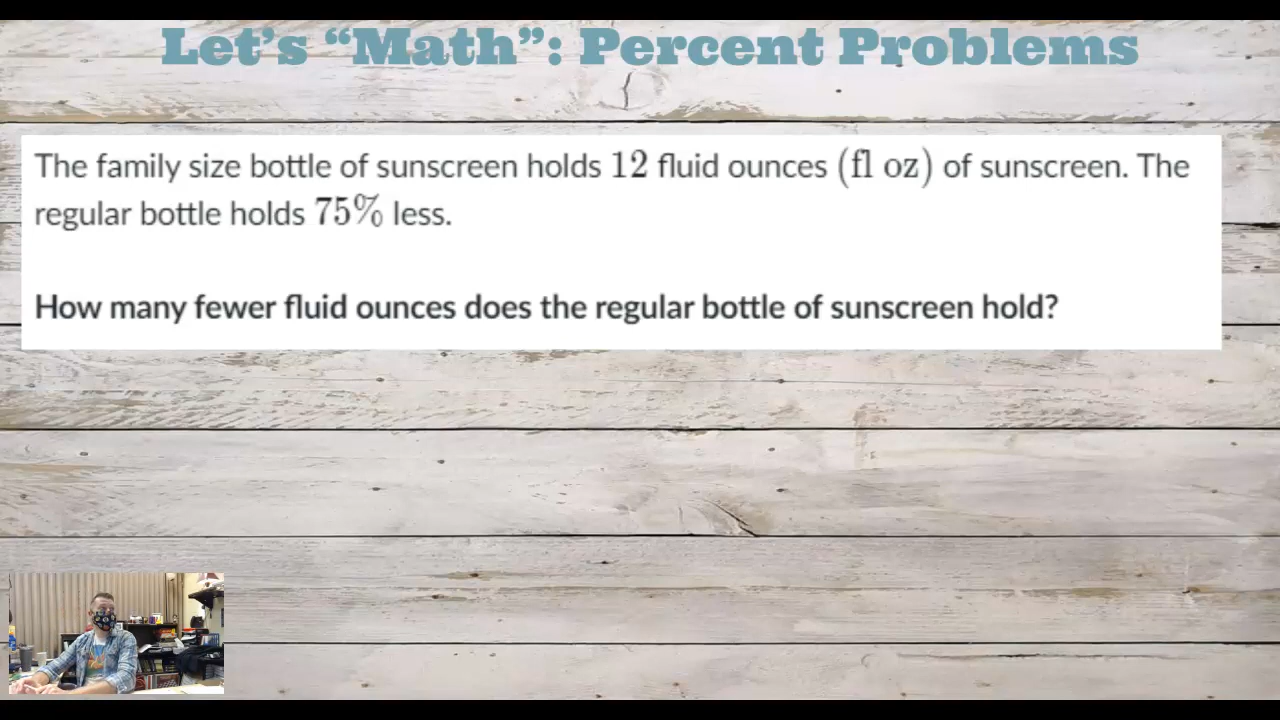 Let's “Math”: Percent Problems
The family size bottle of sunscreen holds 12 fluid ounces (fl oz) of sunscreen. The
regular bottle holds 75% less.
How many fewer fluid ounces does the regular bottle of sunscreen hold?